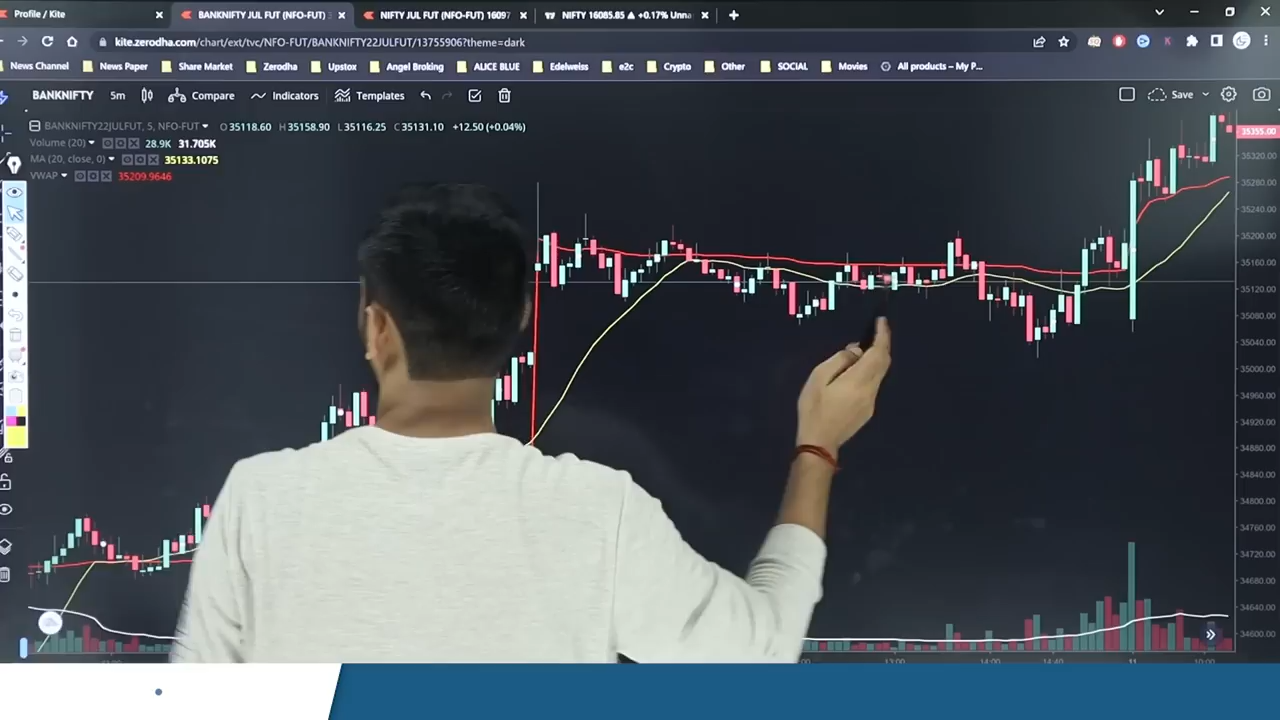 Profile / Kite
BANKNIFTY JUL FUT (NFO-FUT)
NIFTY JUL FUT (NFO-FUT) 16097
NIFTY 16085.85 ▲ +0.17% Unna
kite.zerodha.com/chart/ext/tvc/NFO-FUT/BANKNIFTY22JULFUT/13755906?theme=dark
News Channel News Paper Share Market Zerodha Upstox Angel Broking ALICE BLUE Edelweiss e2c Crypto Other SOCIAL Movies All products – My P...
BANKNIFTY 5m Compare Indicators Templates Save
BANKNIFTY22JULFUT, 5, NFO-FUT O35118.60 H35158.90 L35116.25 C35131.10 +12.50 (+0.04%)
Volume (20) 28.9K 31.705K
MA (20, close, 0) 35133.1075
VWAP 35209.9646
35355.00
35320.00
35280.00
35240.00
35200.00
35160.00
35120.00
35080.00
35040.00
35000.00
34960.00
34920.00
34880.00
34840.00
34800.00
34760.00
34720.00
34680.00
34640.00
34600.00
13:00 14:00 14:40 11 10:00